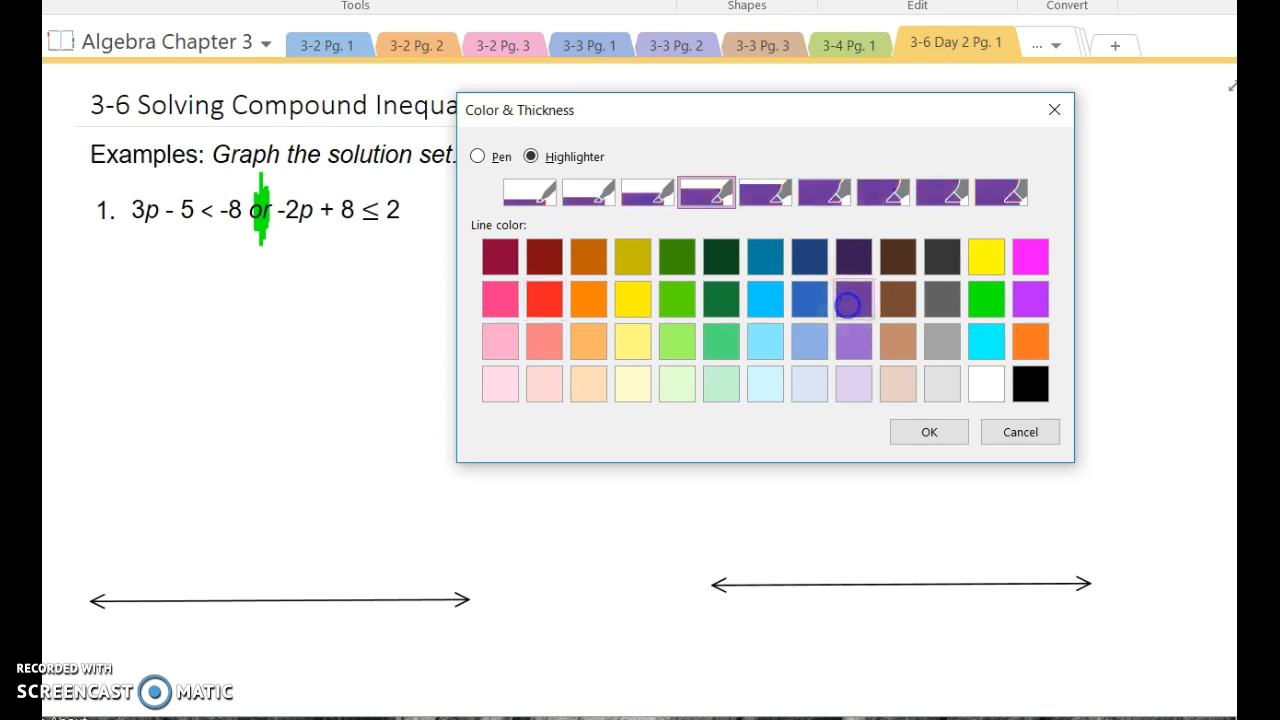 Tools Shapes Edit Convert
Algebra Chapter 3 3-2 Pg. 1 3-2 Pg. 2 3-2 Pg. 3 3-3 Pg. 1 3-3 Pg. 2 3-3 Pg. 3 3-4 Pg. 1 3-6 Day 2 Pg. 1 ... +
3-6 Solving Compound Inequa
Color & Thickness
Examples: Graph the solution set.
Pen Highlighter
1. 3p - 5 < -8 or -2p + 8 ≤ 2
Line color:
OK Cancel
RECORDED WITH
SCREENCAST MATIC